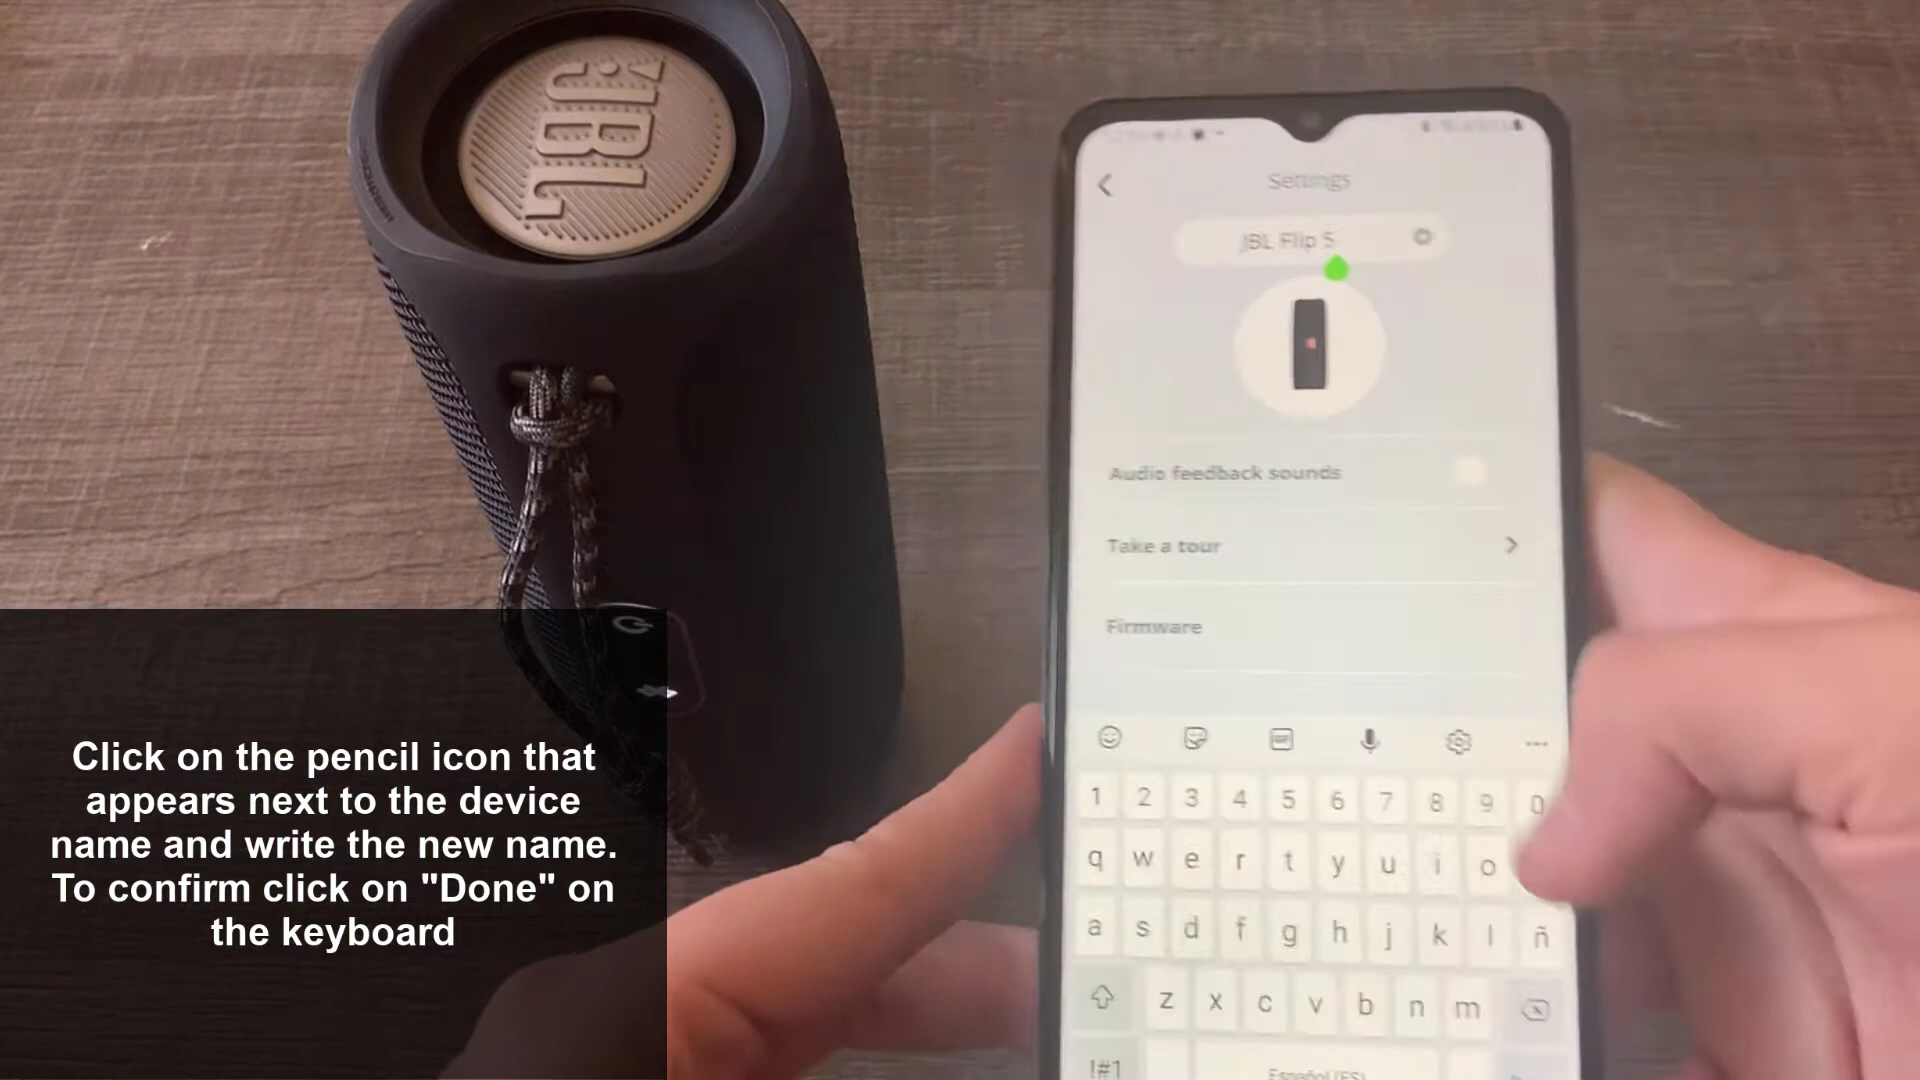 JBL
Settings
JBL Flip 5
Audio feedback sounds
Take a tour
Firmware
1 2 3 4 5 6 7 8 9 0
q w e r t y u i o
a s d f g h j k l ñ
z x c v b n m
!#1
Español (ES)
Click on the pencil icon that
appears next to the device
name and write the new name.
To confirm click on "Done" on
the keyboard